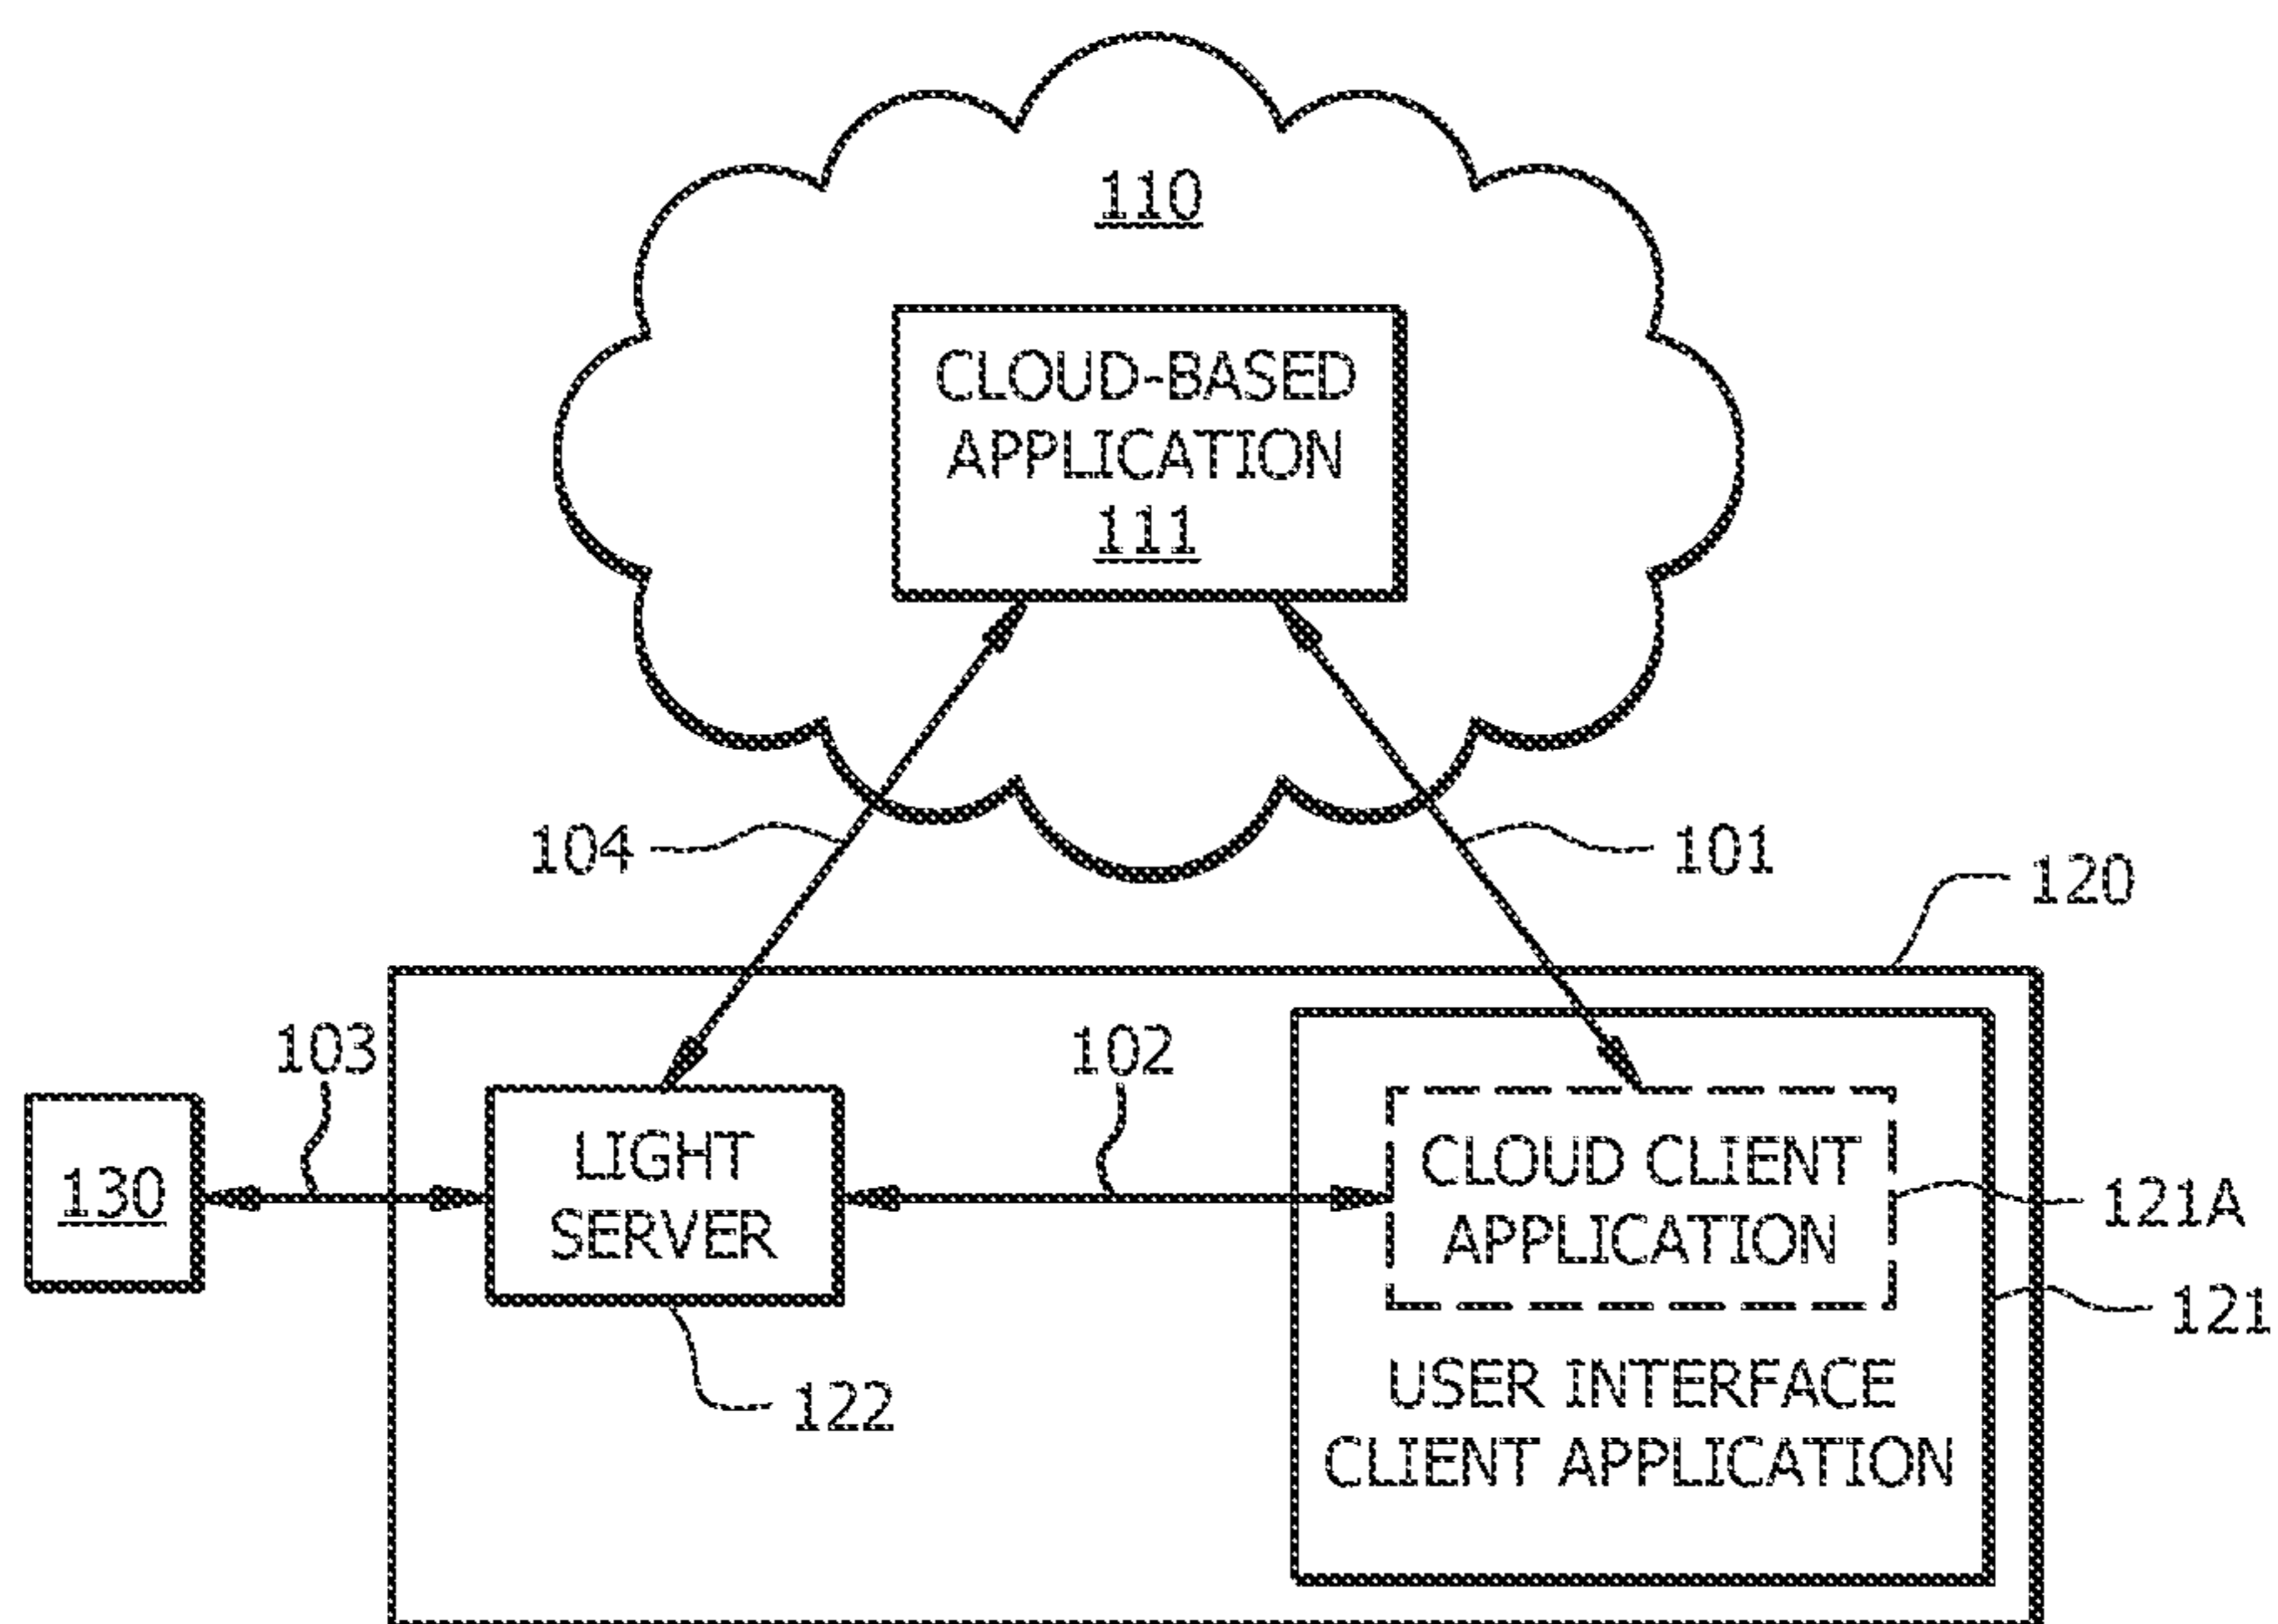 110
CLOUD-BASED
APPLICATION
111
104
101
120
103
102
130
LIGHT
SERVER
CLOUD CLIENT
APPLICATION
121A
121
122
USER INTERFACE
CLIENT APPLICATION